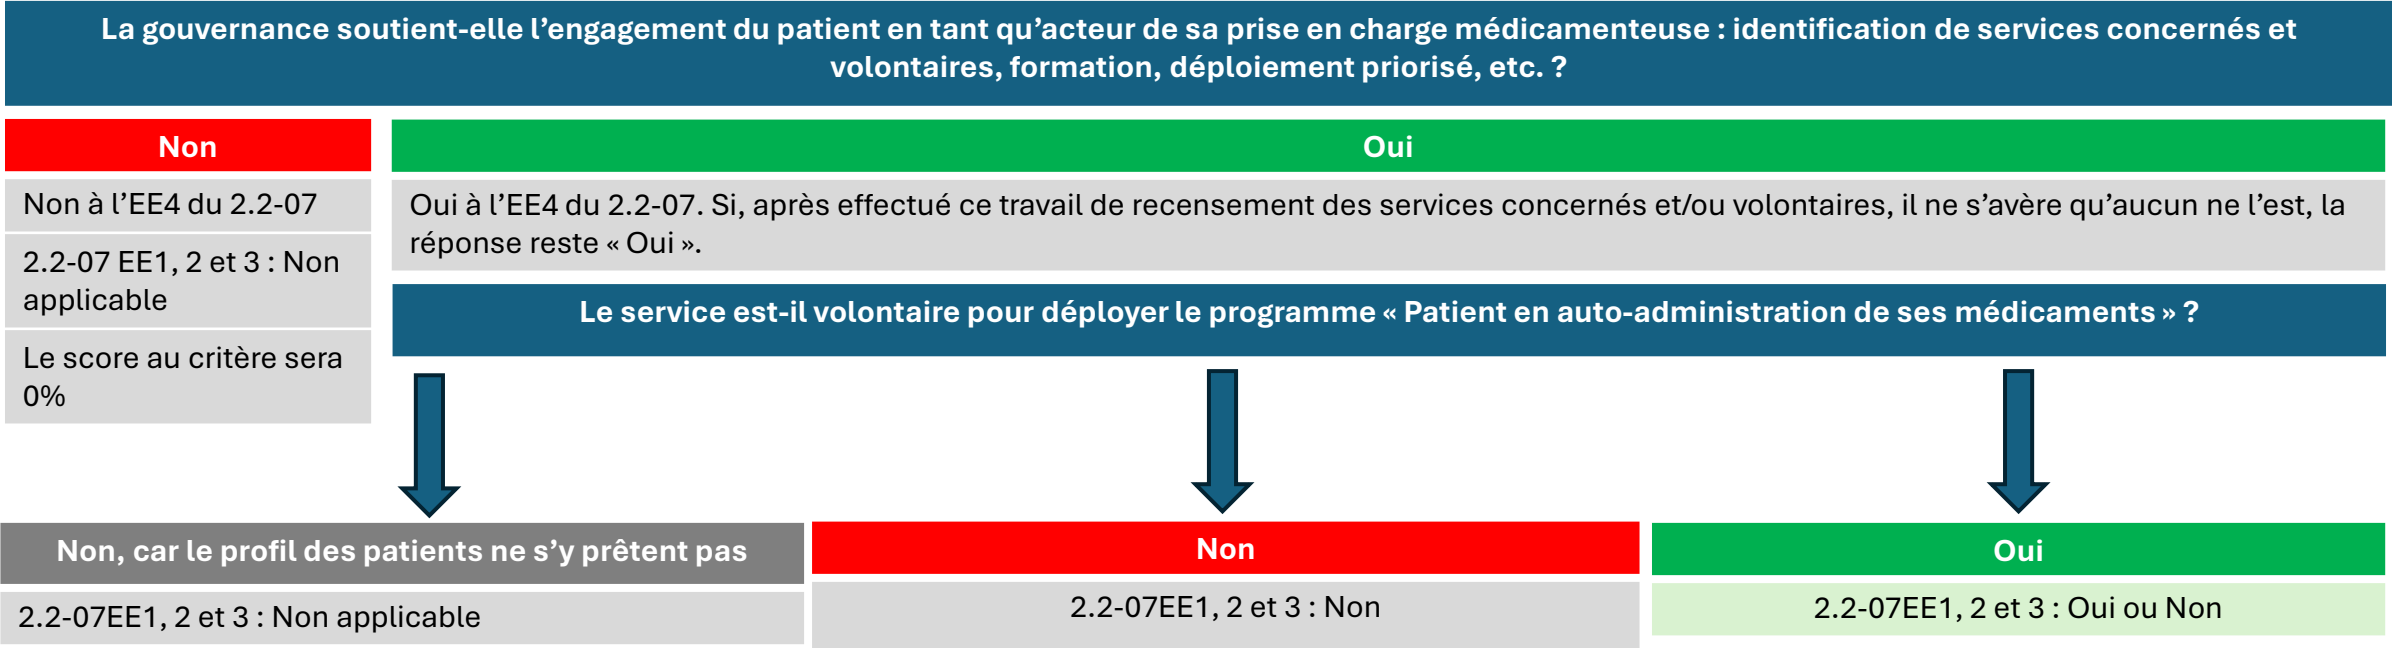 La gouvernance soutient-elle l’engagement du patient en tant qu’acteur de sa prise en charge médicamenteuse : identification de services concernés et
volontaires, formation, déploiement priorisé, etc. ?
Non
Non à l’EE4 du 2.2-07
2.2-07 EE1, 2 et 3 : Non
applicable
Le score au critère sera
0%
Oui
Oui à l’EE4 du 2.2-07. Si, après effectué ce travail de recensement des services concernés et/ou volontaires, il ne s’avère qu’aucun ne l’est, la
réponse reste « Oui ».
Le service est-il volontaire pour déployer le programme « Patient en auto-administration de ses médicaments » ?
Non, car le profil des patients ne s’y prêtent pas
2.2-07EE1, 2 et 3 : Non applicable
Non
2.2-07EE1, 2 et 3 : Non
Oui
2.2-07EE1, 2 et 3 : Oui ou Non